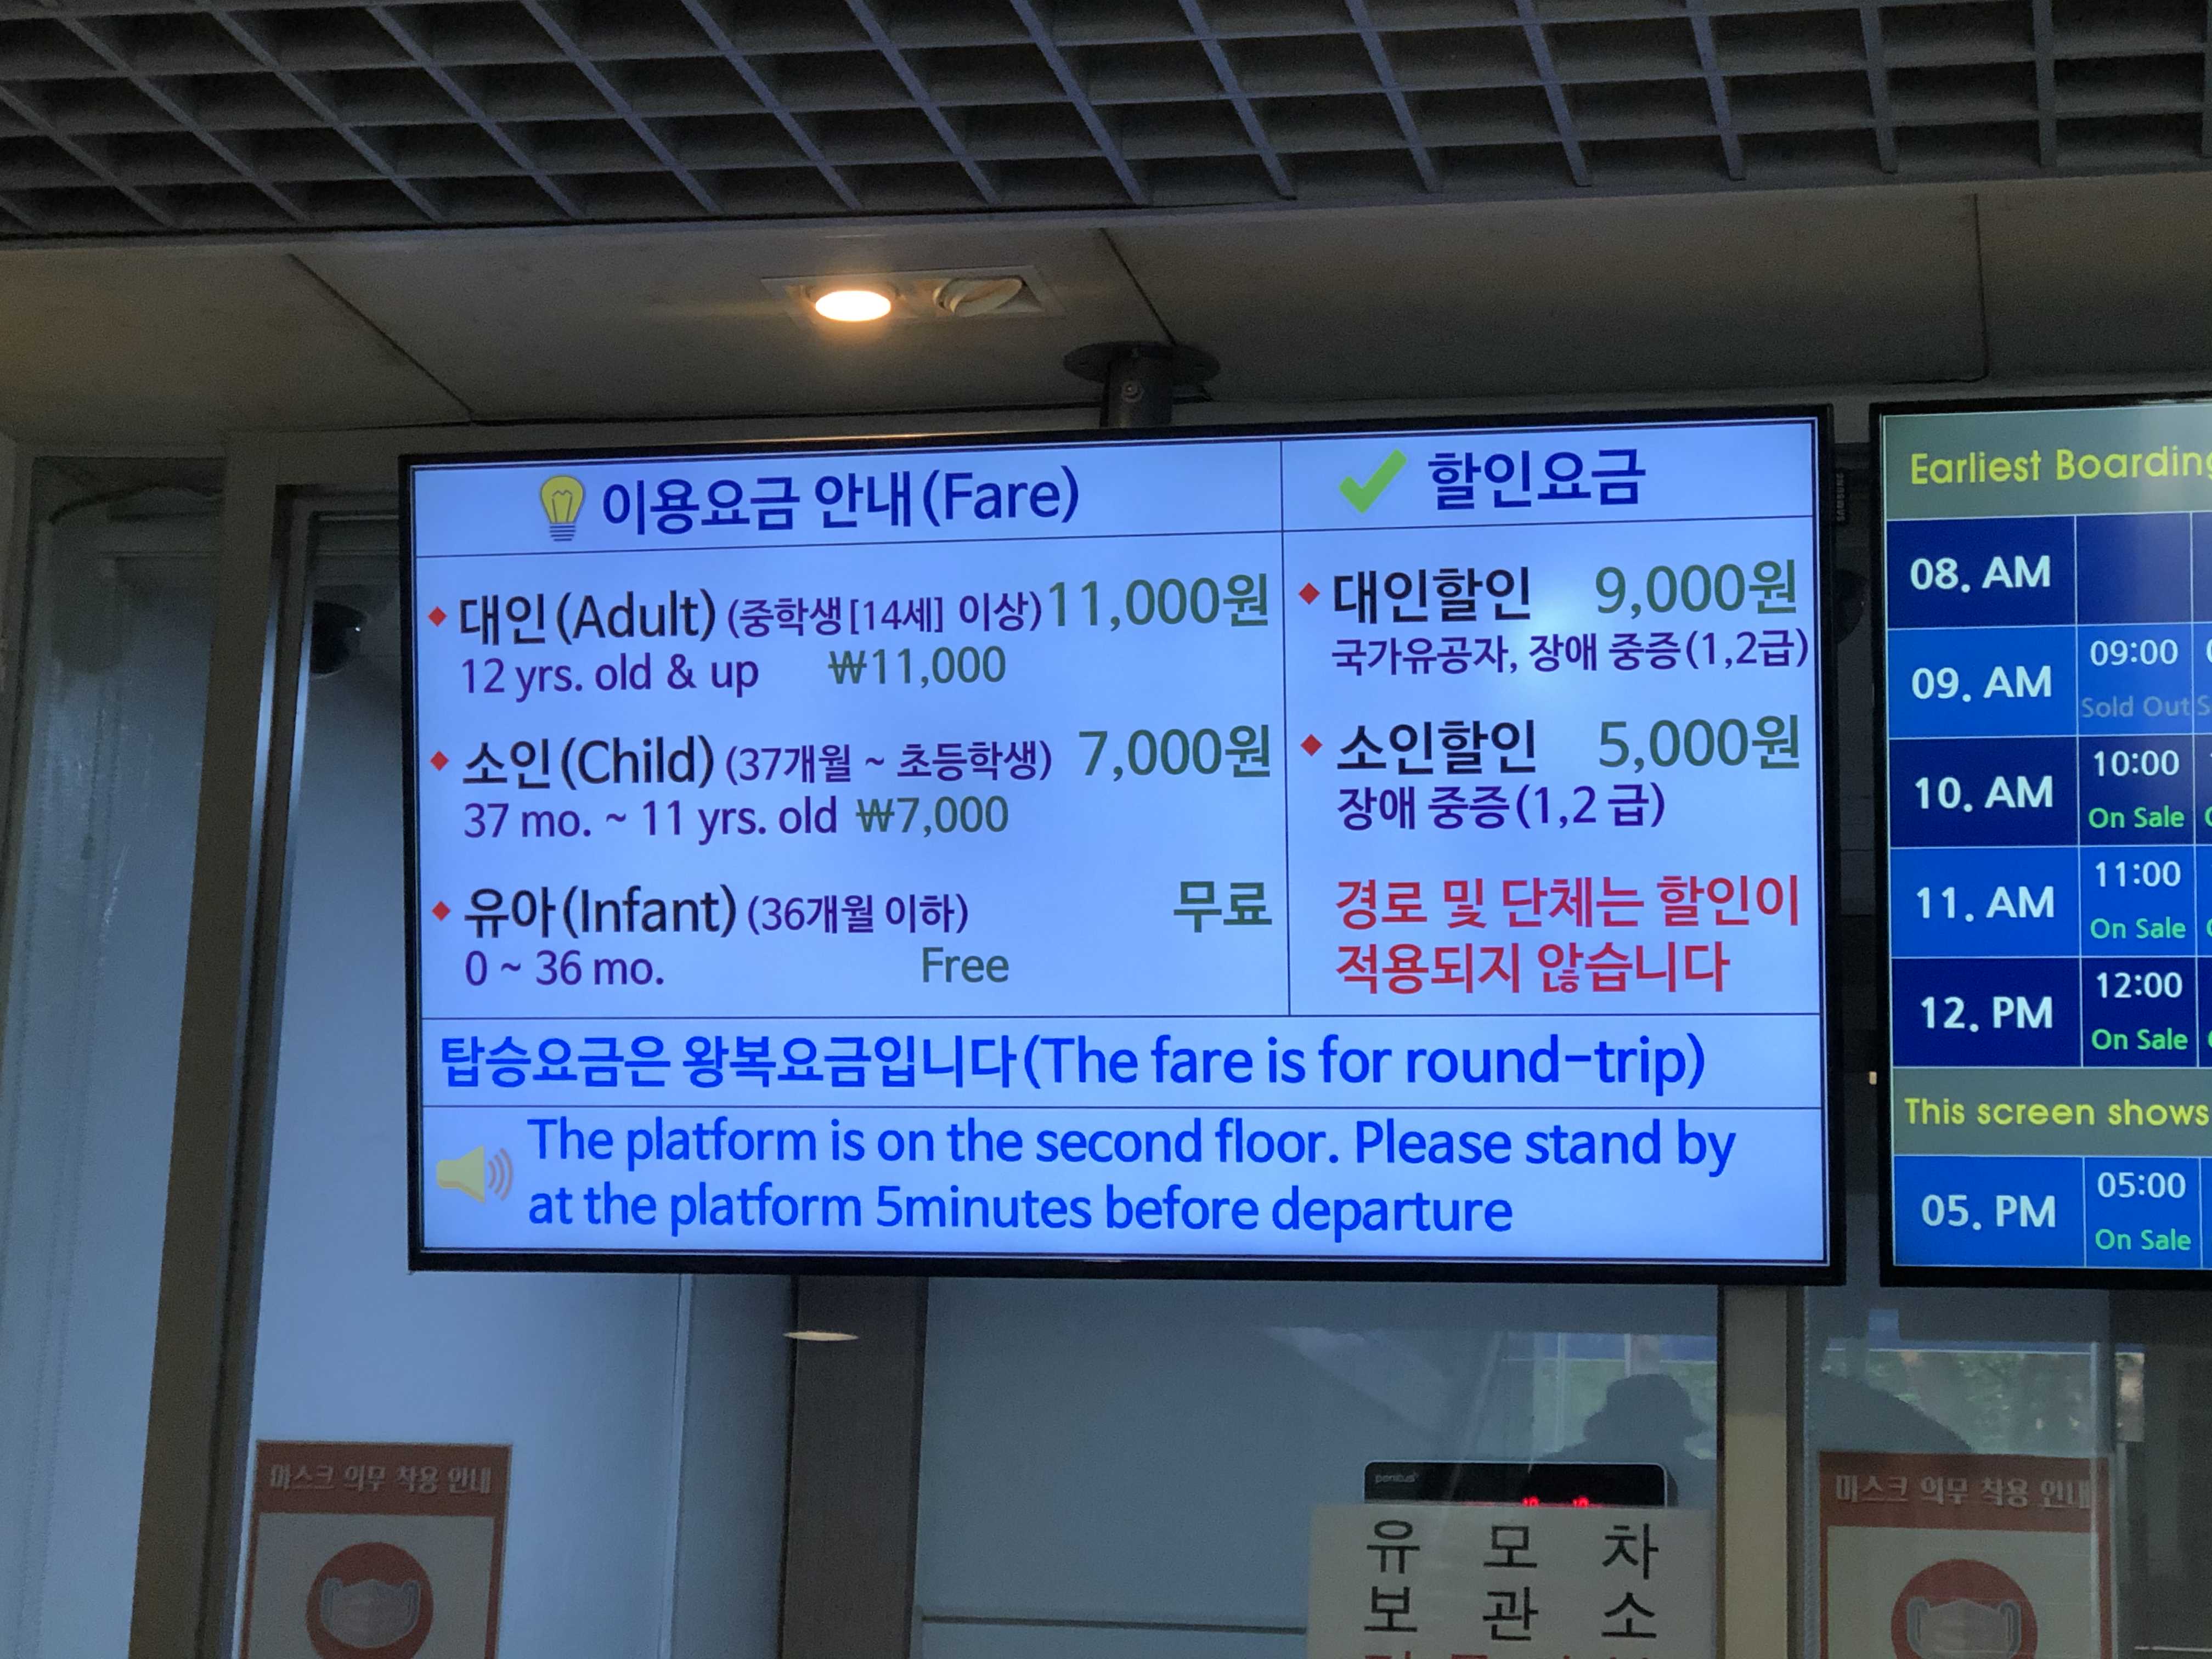 이용요금 안내(Fare)
대인(Adult) (중학생[14세] 이상) 11,000원
12 yrs. old & up ₩11,000
소인(Child) (37개월 ~ 초등학생) 7,000원
37 mo. ~ 11 yrs. old ₩7,000
유아(Infant) (36개월 이하) 무료
0 ~ 36 mo. Free
할인요금
대인할인 9,000원
국가유공자, 장애 중증(1,2급)
소인할인 5,000원
장애 중증(1,2 급)
경로 및 단체는 할인이
적용되지 않습니다
탑승요금은 왕복요금입니다(The fare is for round-trip)
The platform is on the second floor. Please stand by
at the platform 5minutes before departure
SAMSUNG
Earliest Boarding
08. AM
09. AM 09:00
Sold Out
10. AM 10:00
On Sale
11. AM 11:00
On Sale
12. PM 12:00
On Sale
This screen shows
05. PM 05:00
On Sale
마스크 의무 착용 안내
유 모 차
보 관 소
마스크 의무 착용 안내